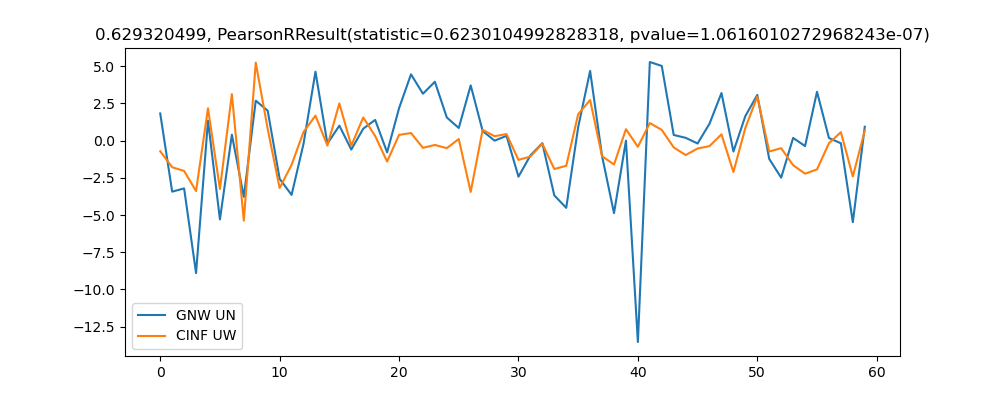 0.629320499, PearsonRResult(statistic=0.6230104992828318, pvalue=1.0616010272968243e-07)
5.0
2.5
0.0
−2.5
−5.0
−7.5
−10.0
−12.5
GNW UN
CINF UW
0 10 20 30 40 50 60